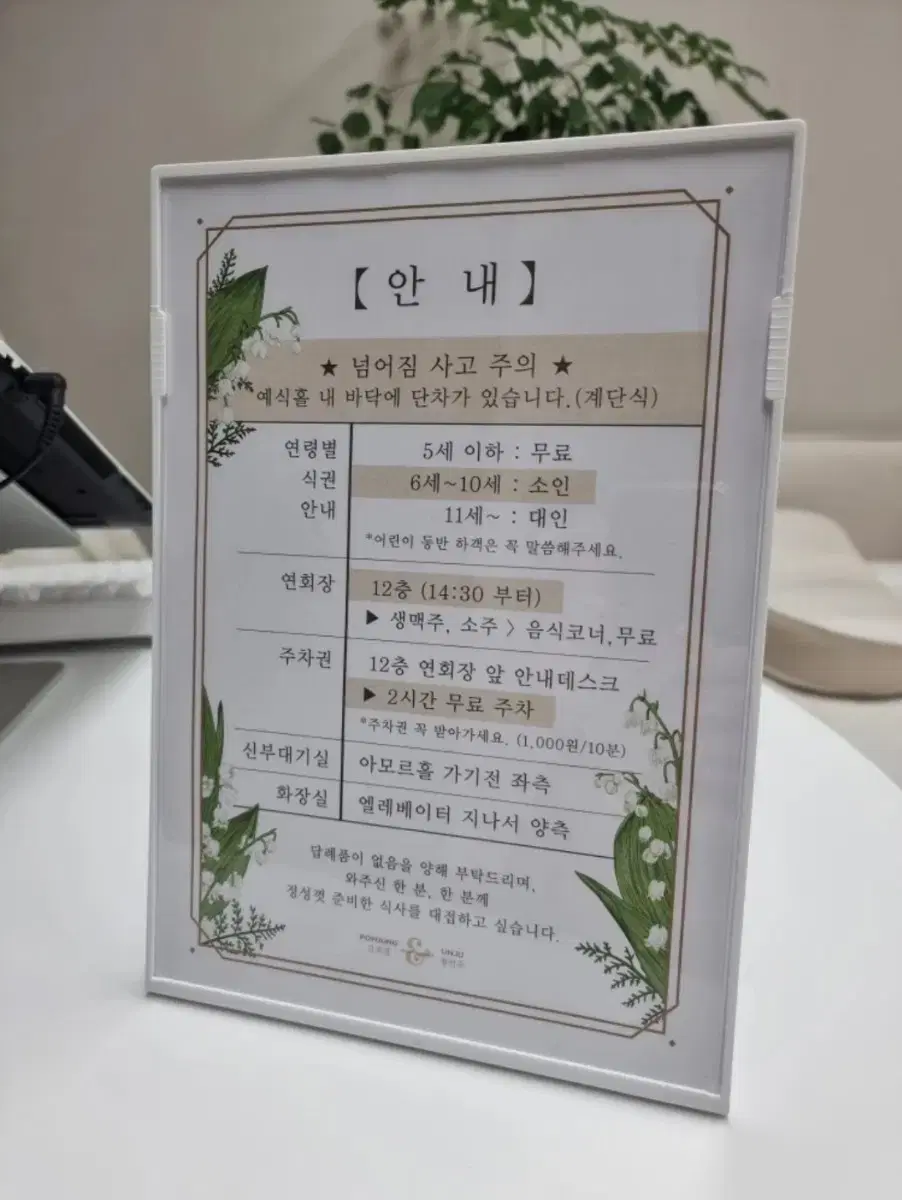 【안 내】
★ 넘어짐 사고 주의 ★
예식홀 내 바닥에 단차가 있습니다.(계단식)
연령별 5세 이하 : 무료
식권 6세~10세 : 소인
안내 11세~ : 대인
*어린이 동반 하객은 꼭 말씀해주세요.
연회장 12층 (14:30 부터)
▶ 생맥주, 소주 > 음식코너,무료
주차권 12층 연회장 앞 안내데스크
▶ 2시간 무료 주차
*주차권 꼭 받아가세요. (1,000원/10분)
신부대기실 아모르홀 가기전 좌측
화장실 엘레베이터 지나서 양측
답례품이 없음을 양해 부탁드리며,
와주신 한 분, 한 분께
정성껏 준비한 식사를 대접하고 싶습니다.
& UNJU